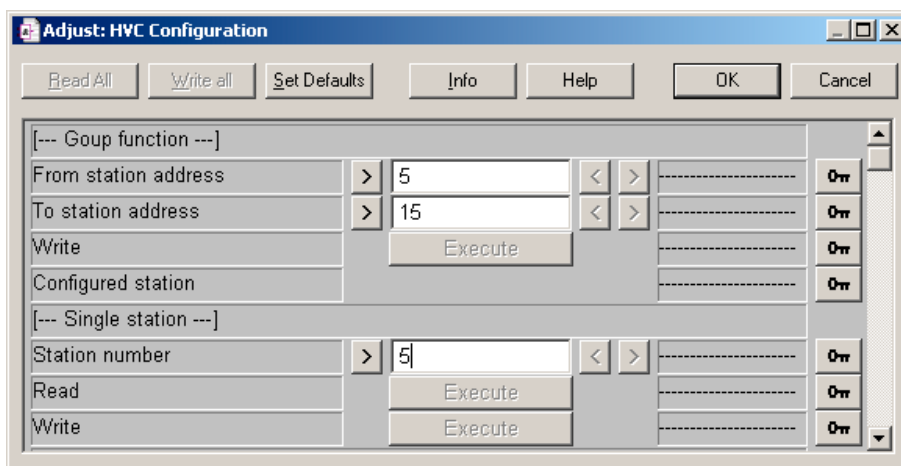 Adjust: HVC Configuration
Read All Write all Set Defaults Info Help OK Cancel
[--- Goup function ---]
From station address > 5 < > --------------------
To station address > 15 < > --------------------
Write Execute --------------------
Configured station --------------------
[--- Single station ---]
Station number > 5 < > --------------------
Read Execute --------------------
Write Execute --------------------